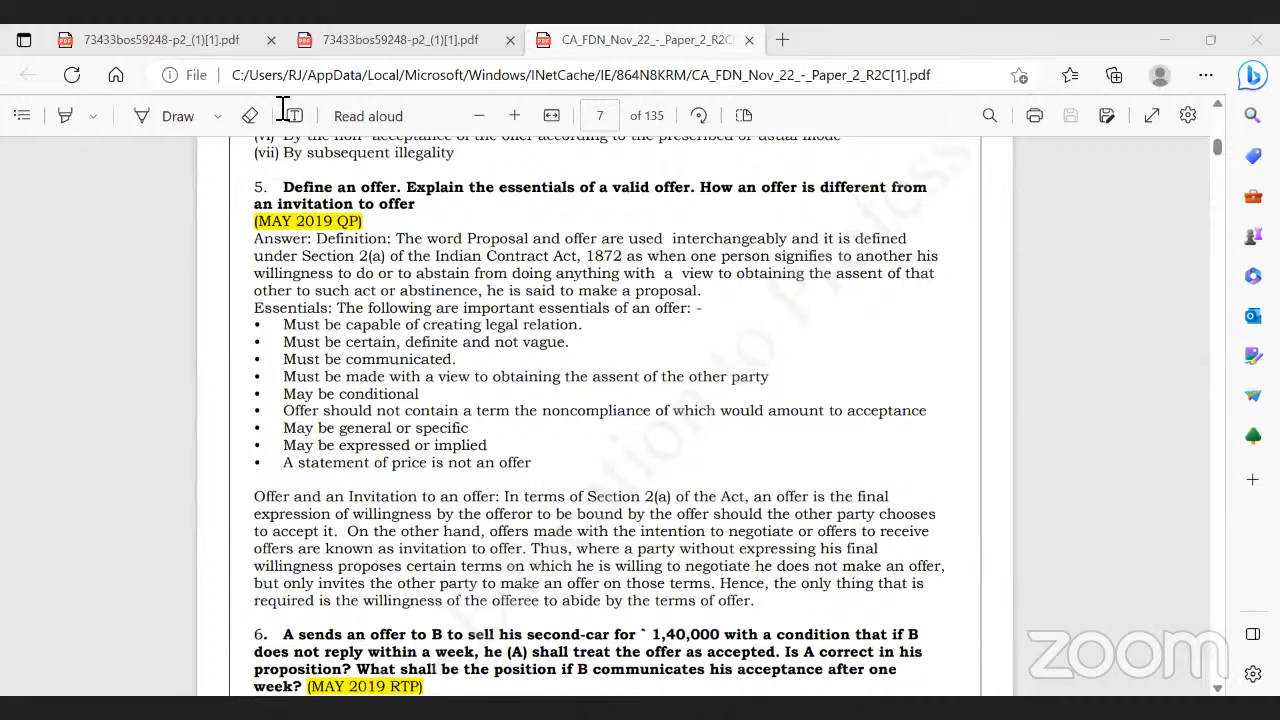 73433bos59248-p2_(1)[1].pdf
73433bos59248-p2_(1)[1].pdf
CA_FDN_Nov_22_-_Paper_2_R2C
File
C:/Users/RJ/AppData/Local/Microsoft/Windows/INetCache/IE/864N8KRM/CA_FDN_Nov_22_-_Paper_2_R2C[1].pdf
Draw
Read aloud
7
of 135
(vi) By the non- acceptance of the offer according to the prescribed or usual mode
(vii) By subsequent illegality
5. Define an offer. Explain the essentials of a valid offer. How an offer is different from
an invitation to offer
(MAY 2019 QP)
Answer: Definition: The word Proposal and offer are used interchangeably and it is defined
under Section 2(a) of the Indian Contract Act, 1872 as when one person signifies to another his
willingness to do or to abstain from doing anything with a view to obtaining the assent of that
other to such act or abstinence, he is said to make a proposal.
Essentials: The following are important essentials of an offer: -
• Must be capable of creating legal relation.
• Must be certain, definite and not vague.
• Must be communicated.
• Must be made with a view to obtaining the assent of the other party
• May be conditional
• Offer should not contain a term the noncompliance of which would amount to acceptance
• May be general or specific
• May be expressed or implied
• A statement of price is not an offer
Offer and an Invitation to an offer: In terms of Section 2(a) of the Act, an offer is the final
expression of willingness by the offeror to be bound by the offer should the other party chooses
to accept it. On the other hand, offers made with the intention to negotiate or offers to receive
offers are known as invitation to offer. Thus, where a party without expressing his final
willingness proposes certain terms on which he is willing to negotiate he does not make an offer,
but only invites the other party to make an offer on those terms. Hence, the only thing that is
required is the willingness of the offeree to abide by the terms of offer.
6. A sends an offer to B to sell his second-car for ` 1,40,000 with a condition that if B
does not reply within a week, he (A) shall treat the offer as accepted. Is A correct in his
proposition? What shall be the position if B communicates his acceptance after one
week? (MAY 2019 RTP)
zoom